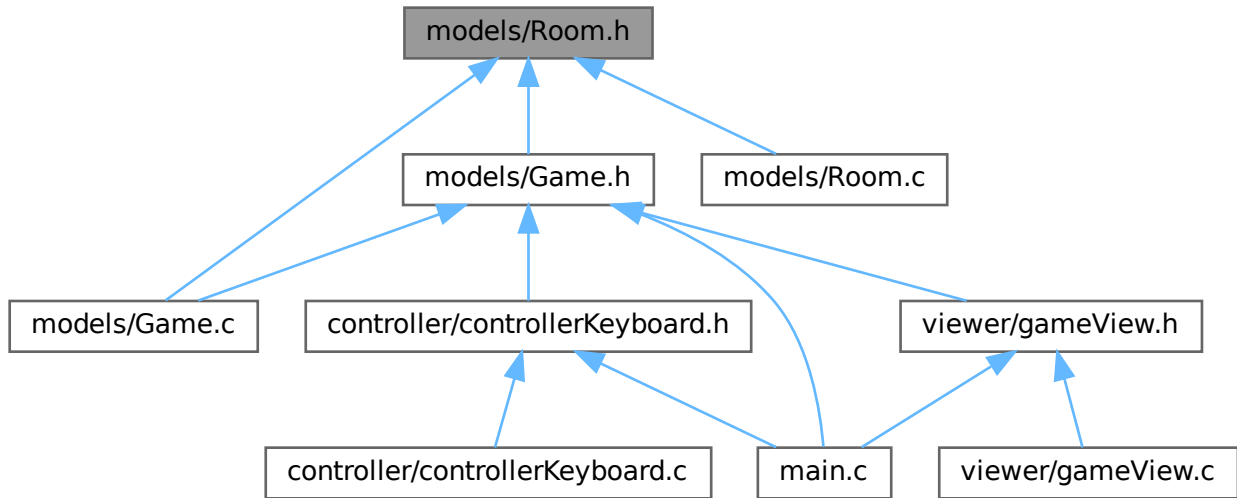 models/Room.h
models/Game.h
models/Room.c
models/Game.c
controller/controllerKeyboard.h
viewer/gameView.h
controller/controllerKeyboard.c
main.c
viewer/gameView.c